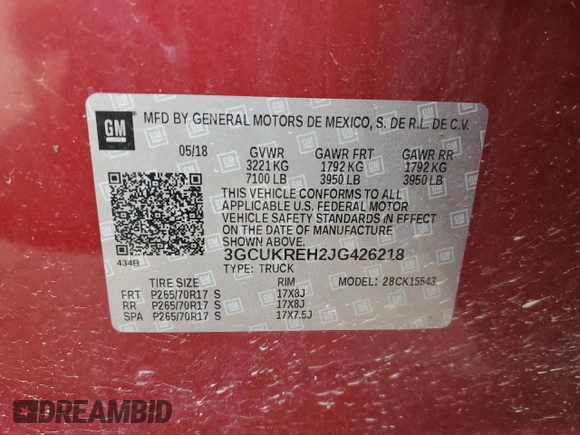 GM
MFD BY GENERAL MOTORS DE MEXICO, S. DE R.L. DE C.V.
05/18 GVWR GAWR FRT GAWR RR
3221 KG 1792 KG 1792 KG
7100 LB 3950 LB 3950 LB
THIS VEHICLE CONFORMS TO ALL
APPLICABLE U.S. FEDERAL MOTOR
VEHICLE SAFETY STANDARDS IN EFFECT
ON THE DATE OF MANUFACTURE
SHOWN ABOVE.
434B
3GCUKREH2JG426218
TYPE: TRUCK
TIRE SIZE RIM MODEL: 28CK15543
FRT P265/70R17 S 17X8J
RR P265/70R17 S 17X8J
SPA P265/70R17 S 17X7.5J
DREAMBID